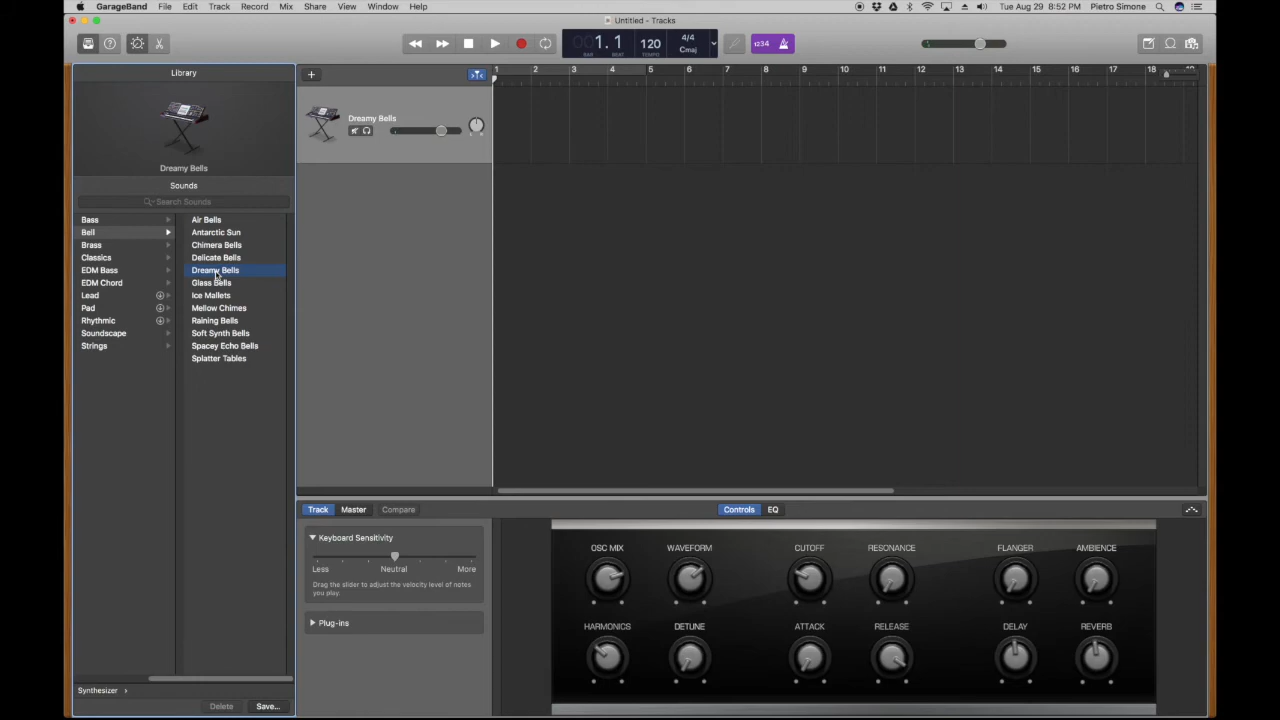 GarageBand File Edit Track Record Mix Share View Window Help Tue Aug 29 8:52 PM Pietro Simone
Untitled - Tracks
1.1 120 4/4 Cmaj 1234
BAR BEAT TEMPO
Library
1 2 3 4 5 6 7 8 9 10 11 12 13 14 15 16 17 18
Dreamy Bells
L R
Dreamy Bells
Sounds
Search Sounds
Bass
Bell
Brass
Classics
EDM Bass
EDM Chord
Lead
Pad
Rhythmic
Soundscape
Strings
Air Bells
Antarctic Sun
Chimera Bells
Delicate Bells
Dreamy Bells
Glass Bells
Ice Mallets
Mellow Chimes
Raining Bells
Soft Synth Bells
Spacey Echo Bells
Splatter Tables
Synthesizer
Delete Save...
Track Master Compare
Controls EQ
Keyboard Sensitivity
Less Neutral More
Drag the slider to adjust the velocity level of notes
you play.
Plug-ins
OSC MIX WAVEFORM CUTOFF RESONANCE FLANGER AMBIENCE
HARMONICS DETUNE ATTACK RELEASE DELAY REVERB